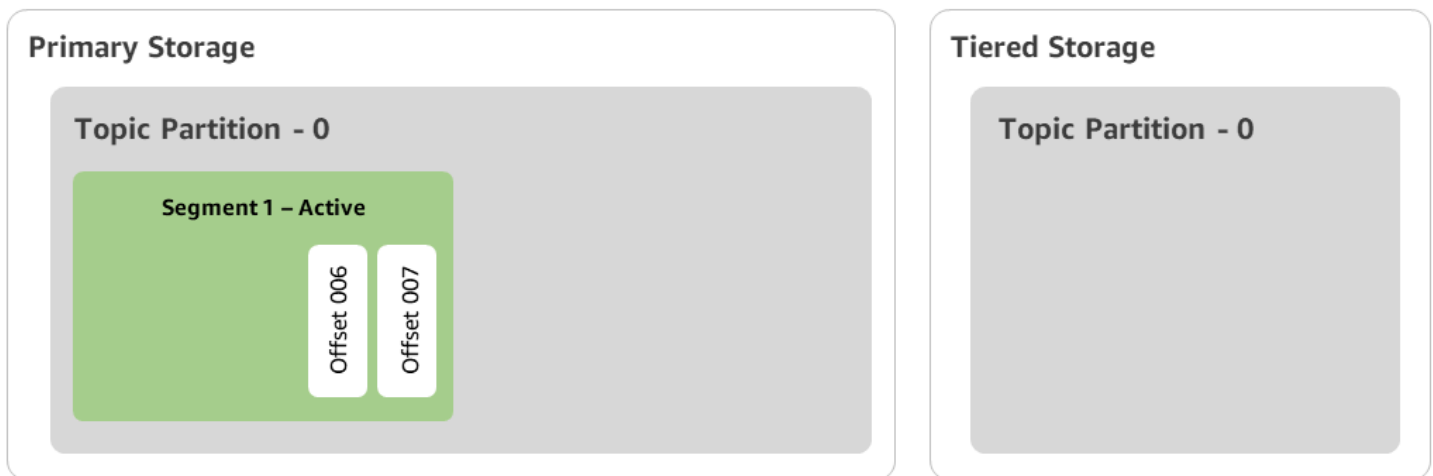 Primary Storage
Topic Partition - 0
Segment 1 – Active
Offset 006
Offset 007
Tiered Storage
Topic Partition - 0